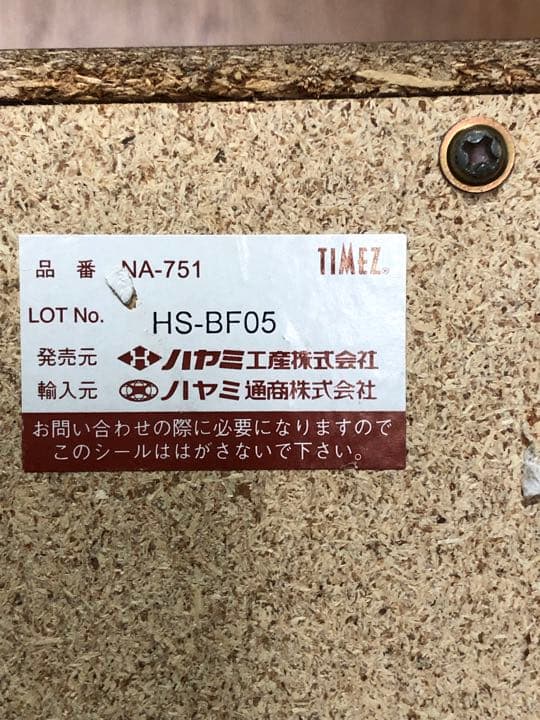 品番 NA-751 TIMEZ®
LOT No. HS-BF05
発売元 ハヤミ工産株式会社
輸入元 ハヤミ通商株式会社
お問い合わせの際に必要になりますので
このシールははがさないで下さい。